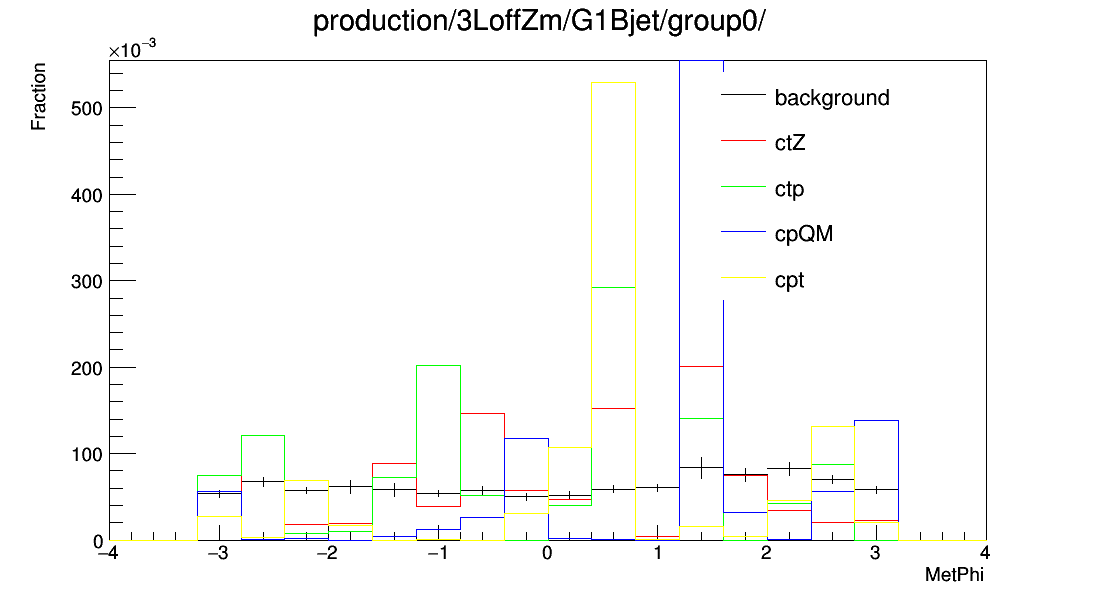 production/3LoffZm/G1Bjet/group0/
×10⁻³
Fraction
500
400
300
200
100
0
background
ctZ
ctp
cpQM
cpt
−4 −3 −2 −1 0 1 2 3 4
MetPhi